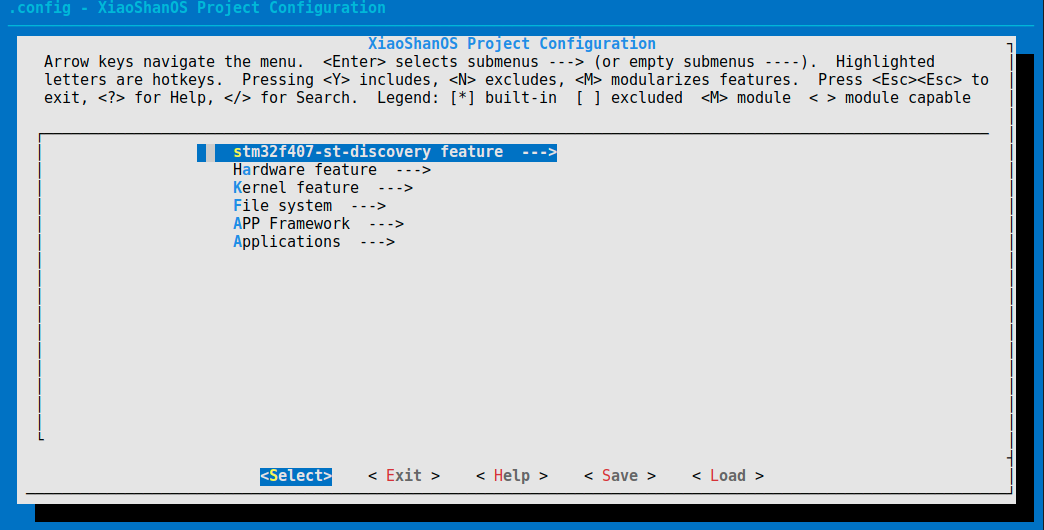 .config - XiaoShanOS Project Configuration
XiaoShanOS Project Configuration
Arrow keys navigate the menu.  <Enter> selects submenus ---> (or empty submenus ----).  Highlighted
letters are hotkeys.  Pressing <Y> includes, <N> excludes, <M> modularizes features.  Press <Esc><Esc> to
exit, <?> for Help, </> for Search.  Legend: [*] built-in  [ ] excluded  <M> module  < > module capable
stm32f407-st-discovery feature  --->
Hardware feature  --->
Kernel feature  --->
File system  --->
APP Framework  --->
Applications  --->
<Select>    < Exit >    < Help >    < Save >    < Load >